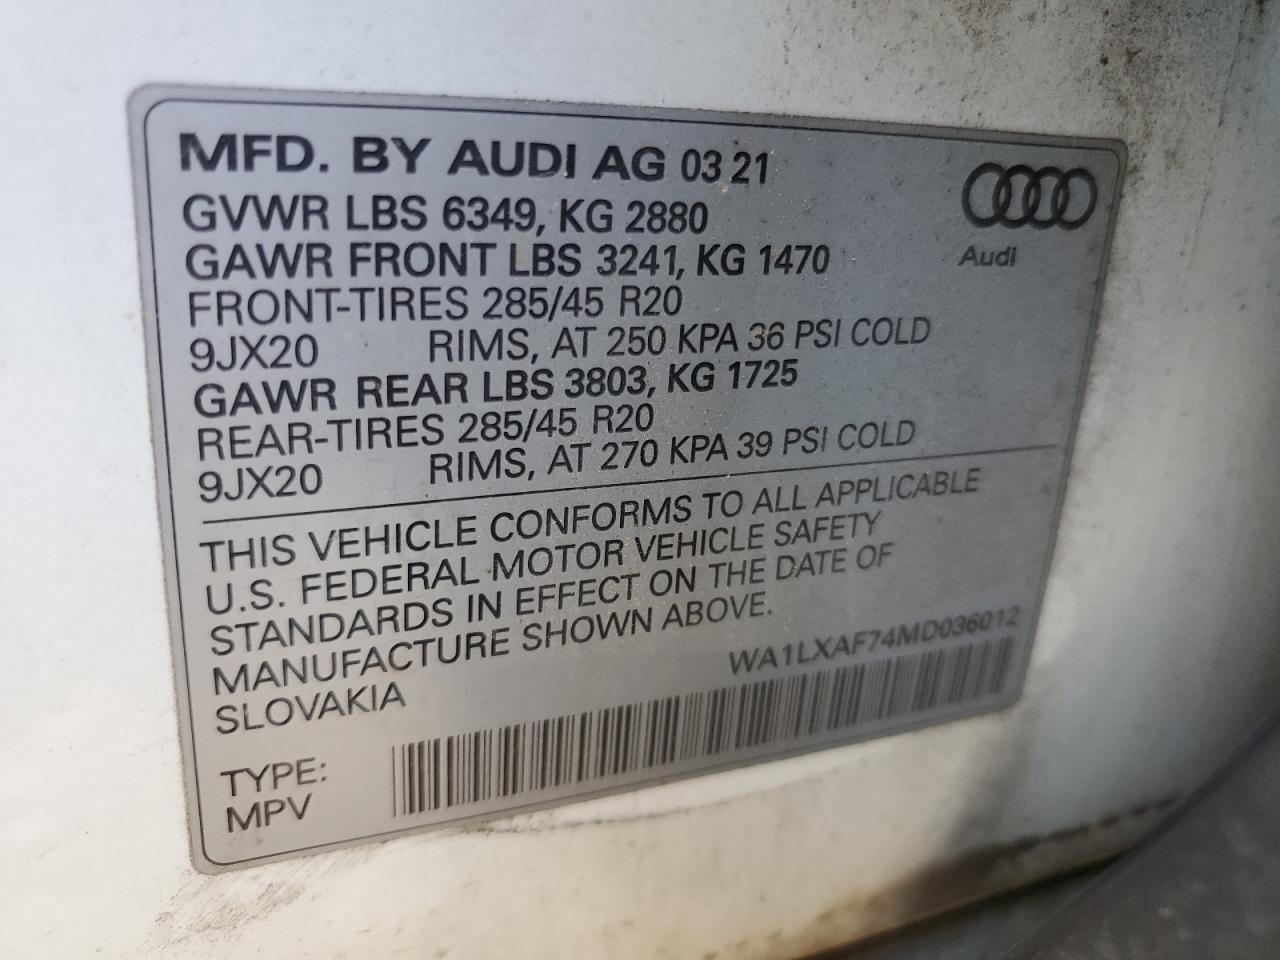 MFD. BY AUDI AG 03 21
GVWR LBS 6349, KG 2880
GAWR FRONT LBS 3241, KG 1470
FRONT-TIRES 285/45 R20
9JX20 RIMS, AT 250 KPA 36 PSI COLD
GAWR REAR LBS 3803, KG 1725
REAR-TIRES 285/45 R20
9JX20 RIMS, AT 270 KPA 39 PSI COLD
Audi
THIS VEHICLE CONFORMS TO ALL APPLICABLE
U.S. FEDERAL MOTOR VEHICLE SAFETY
STANDARDS IN EFFECT ON THE DATE OF
MANUFACTURE SHOWN ABOVE.
SLOVAKIA
WA1LXAF74MD036012
TYPE:
MPV